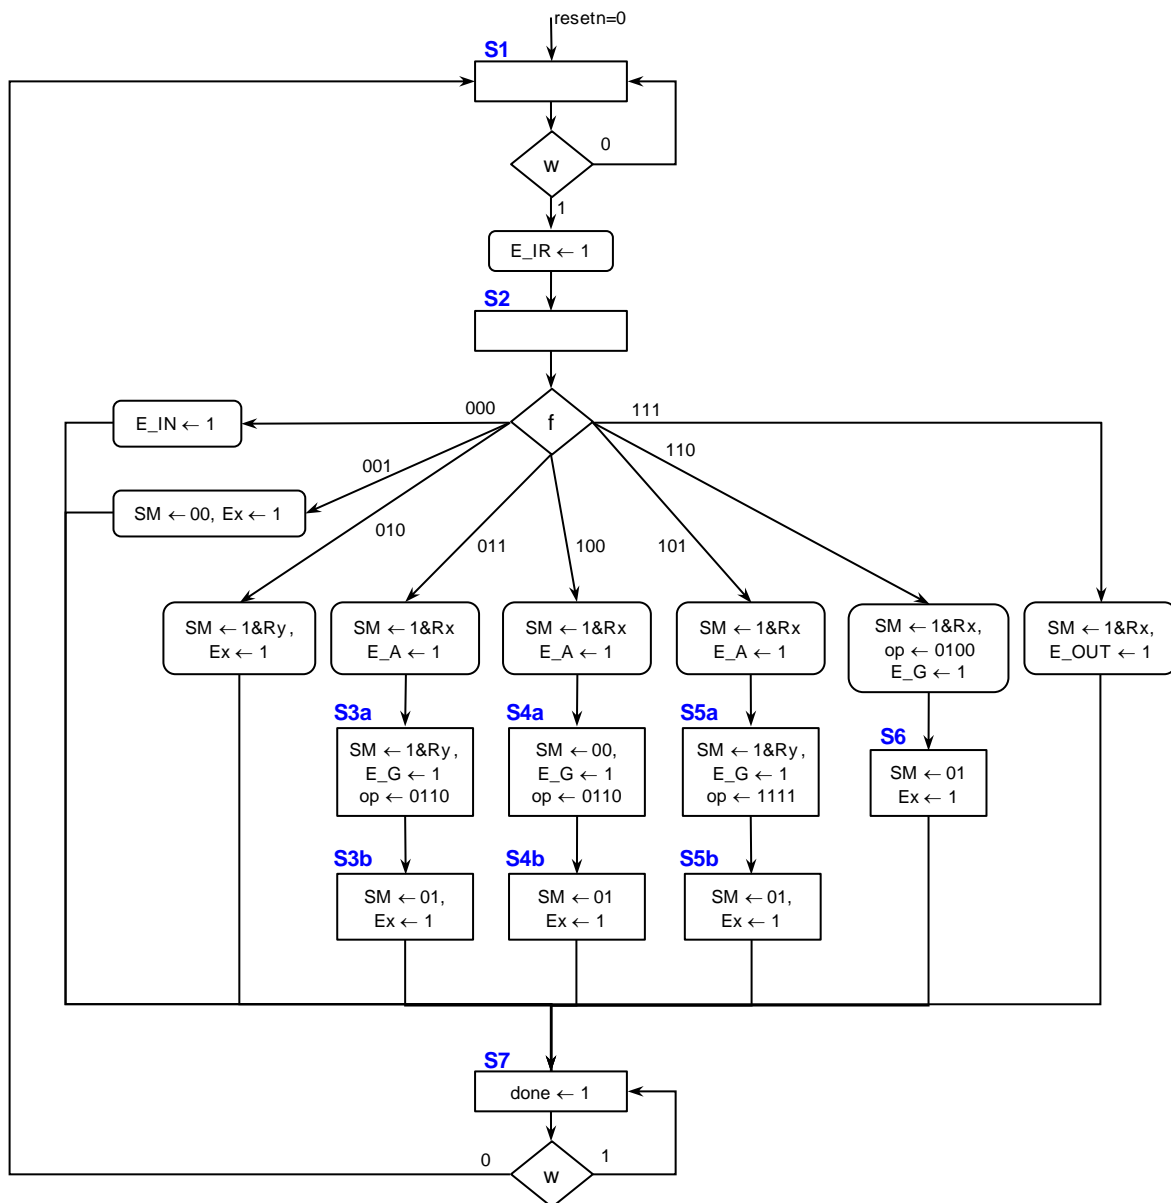 resetn=0
S1
0
w
1
E_IR ← 1
S2
000
111
E_IN ← 1
f
110
001
SM ← 00, Ex ← 1
010
011
100
101
SM ← 1&Ry,
Ex ← 1
SM ← 1&Rx
E_A ← 1
SM ← 1&Rx
E_A ← 1
SM ← 1&Rx
E_A ← 1
SM ← 1&Rx,
op ← 0100
E_G ← 1
SM ← 1&Rx,
E_OUT ← 1
S3a
S4a
S5a
S6
SM ← 1&Ry,
E_G ← 1
op ← 0110
SM ← 00,
E_G ← 1
op ← 0110
SM ← 1&Ry,
E_G ← 1
op ← 1111
SM ← 01
Ex ← 1
S3b
S4b
S5b
SM ← 01,
Ex ← 1
SM ← 01
Ex ← 1
SM ← 01,
Ex ← 1
S7
done ← 1
0
1
w